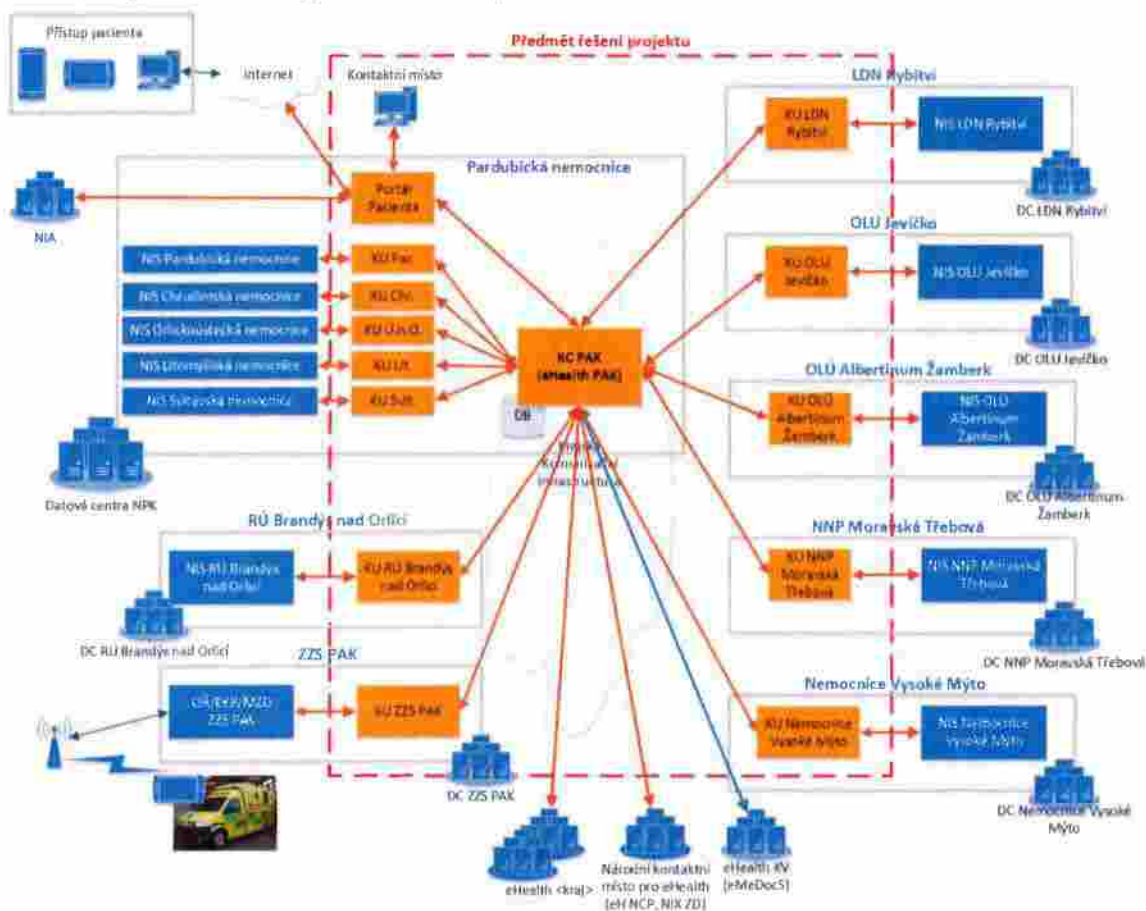 Přístup pacienta
Internet
Kontaktní místo
Předmět řešení projektu
NIA
Pardubická nemocnice
Portál
Pacienta
NIS Pardubická nemocnice
KU Par.
NIS Chrudimská nemocnice
KU Chr.
NIS Orlickoústecká nemocnice
KU Ú.n.O.
NIS Litomyšlská nemocnice
KU Lit.
NIS Svitavská nemocnice
KU Svit.
KC PAK
(eHealth PAK)
DB
Komunikační
infrastruktura
Datové centra NPK
LDN Rybitví
KU LDN
Rybitví
NIS LDN Rybitví
DC LDN Rybitví
OLÚ Jevíčko
KU OLÚ
Jevíčko
NIS OLÚ Jevíčko
DC OLÚ Jevíčko
OLÚ Albertinum Žamberk
KU OLÚ
Albertinum
Žamberk
NIS OLÚ
Albertinum
Žamberk
DC OLÚ Albertinum
Žamberk
NNP Moravská Třebová
KU NNP
Moravská
Třebová
NIS NNP Moravská
Třebová
DC NNP Moravská Třebová
Nemocnice Vysoké Mýto
KU Nemocnice
Vysoké Mýto
NIS Nemocnice
Vysoké Mýto
DC Nemocnice Vysoké
Mýto
RÚ Brandýs nad Orlicí
NIS RÚ Brandýs
nad Orlicí
KU RÚ Brandýs
nad Orlicí
DC RÚ Brandýs nad Orlicí
ZZS PAK
ZZS PAK
KU ZZS PAK
DC ZZS PAK
eHealth <kraj>
Národní kontaktní
místo pro eHealth
(eH NCP, NIX ZD)
eHealth KV
(eMeDocS)